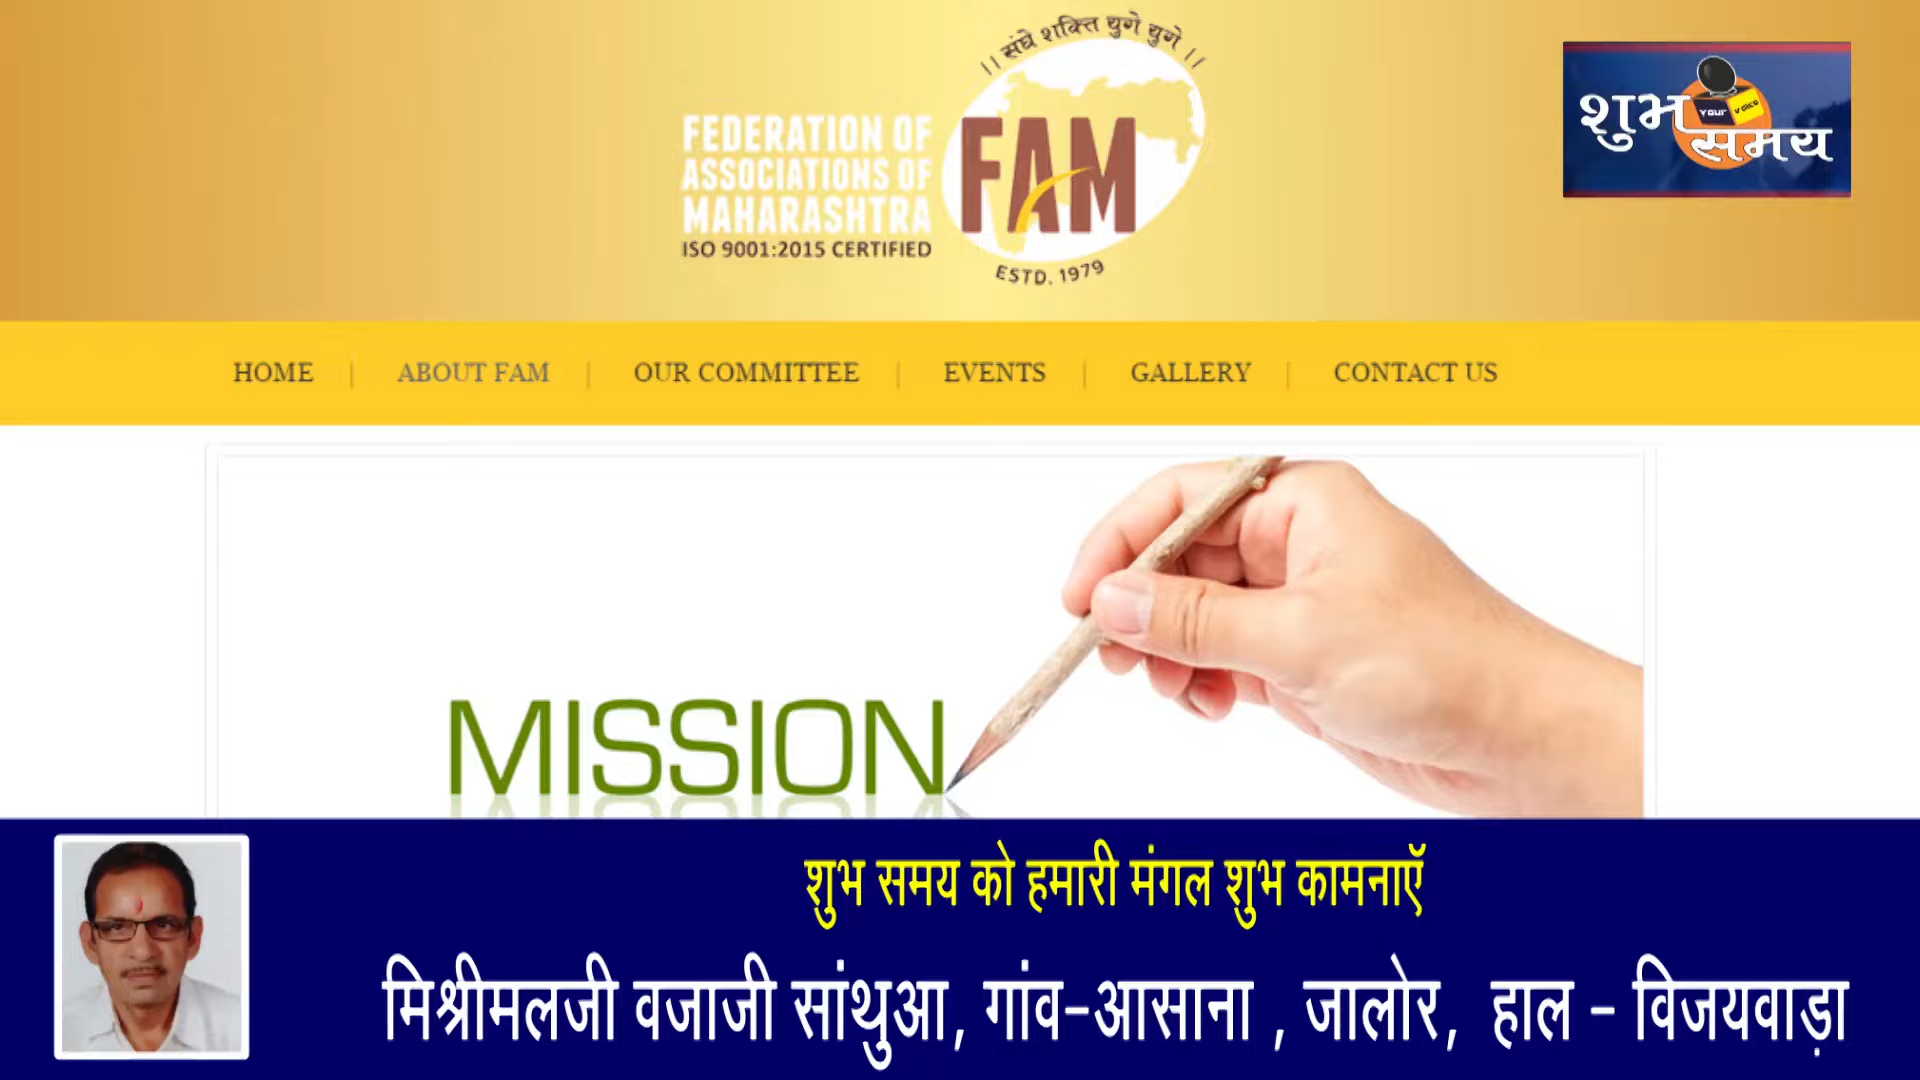 ।। संघे शक्ति युगे युगे ।।
FEDERATION OF
ASSOCIATIONS OF
MAHARASHTRA
ISO 9001:2015 CERTIFIED
FAM
ESTD. 1979
शुभ
YOUR VOICE
समय
HOME | ABOUT FAM | OUR COMMITTEE | EVENTS | GALLERY | CONTACT US
MISSION
शुभ समय को हमारी मंगल शुभ कामनाएॅ
मिश्रीमलजी वजाजी सांथुआ, गांव-आसाना , जालोर, हाल - विजयवाड़ा